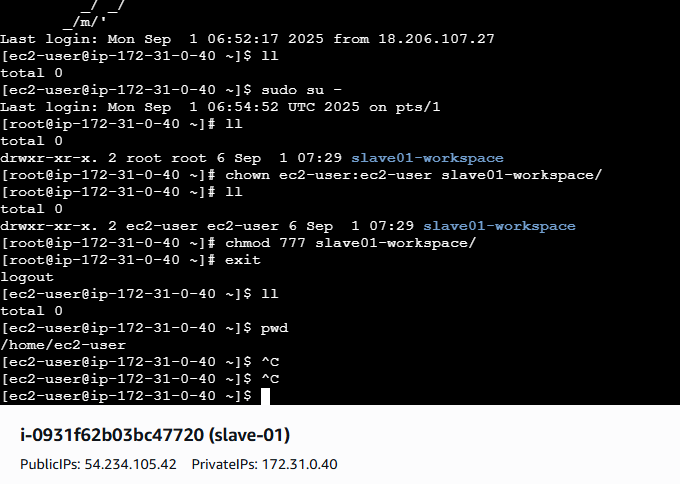 _/ _/
_/m/'
Last login: Mon Sep  1 06:52:17 2025 from 18.206.107.27
[ec2-user@ip-172-31-0-40 ~]$ ll
total 0
[ec2-user@ip-172-31-0-40 ~]$ sudo su -
Last login: Mon Sep  1 06:54:52 UTC 2025 on pts/1
[root@ip-172-31-0-40 ~]# ll
total 0
drwxr-xr-x. 2 root root 6 Sep  1 07:29 slave01-workspace
[root@ip-172-31-0-40 ~]# chown ec2-user:ec2-user slave01-workspace/
[root@ip-172-31-0-40 ~]# ll
total 0
drwxr-xr-x. 2 ec2-user ec2-user 6 Sep  1 07:29 slave01-workspace
[root@ip-172-31-0-40 ~]# chmod 777 slave01-workspace/
[root@ip-172-31-0-40 ~]# exit
logout
[ec2-user@ip-172-31-0-40 ~]$ ll
total 0
[ec2-user@ip-172-31-0-40 ~]$ pwd
/home/ec2-user
[ec2-user@ip-172-31-0-40 ~]$ ^C
[ec2-user@ip-172-31-0-40 ~]$ ^C
[ec2-user@ip-172-31-0-40 ~]$
i-0931f62b03bc47720 (slave-01)
PublicIPs: 54.234.105.42 PrivateIPs: 172.31.0.40